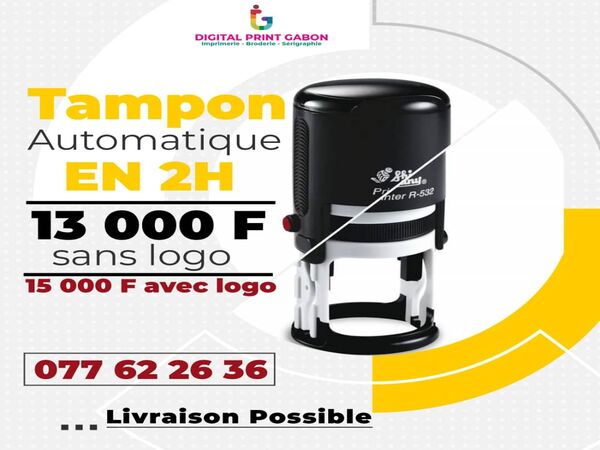 DIGITAL PRINT GABON
Imprimerie - Broderie - Sérigraphie
Tampon
Automatique
EN 2H
13 000 F
sans logo
15 000 F avec logo
Shiny®
Printer R-532
077 62 26 36
... Livraison Possible